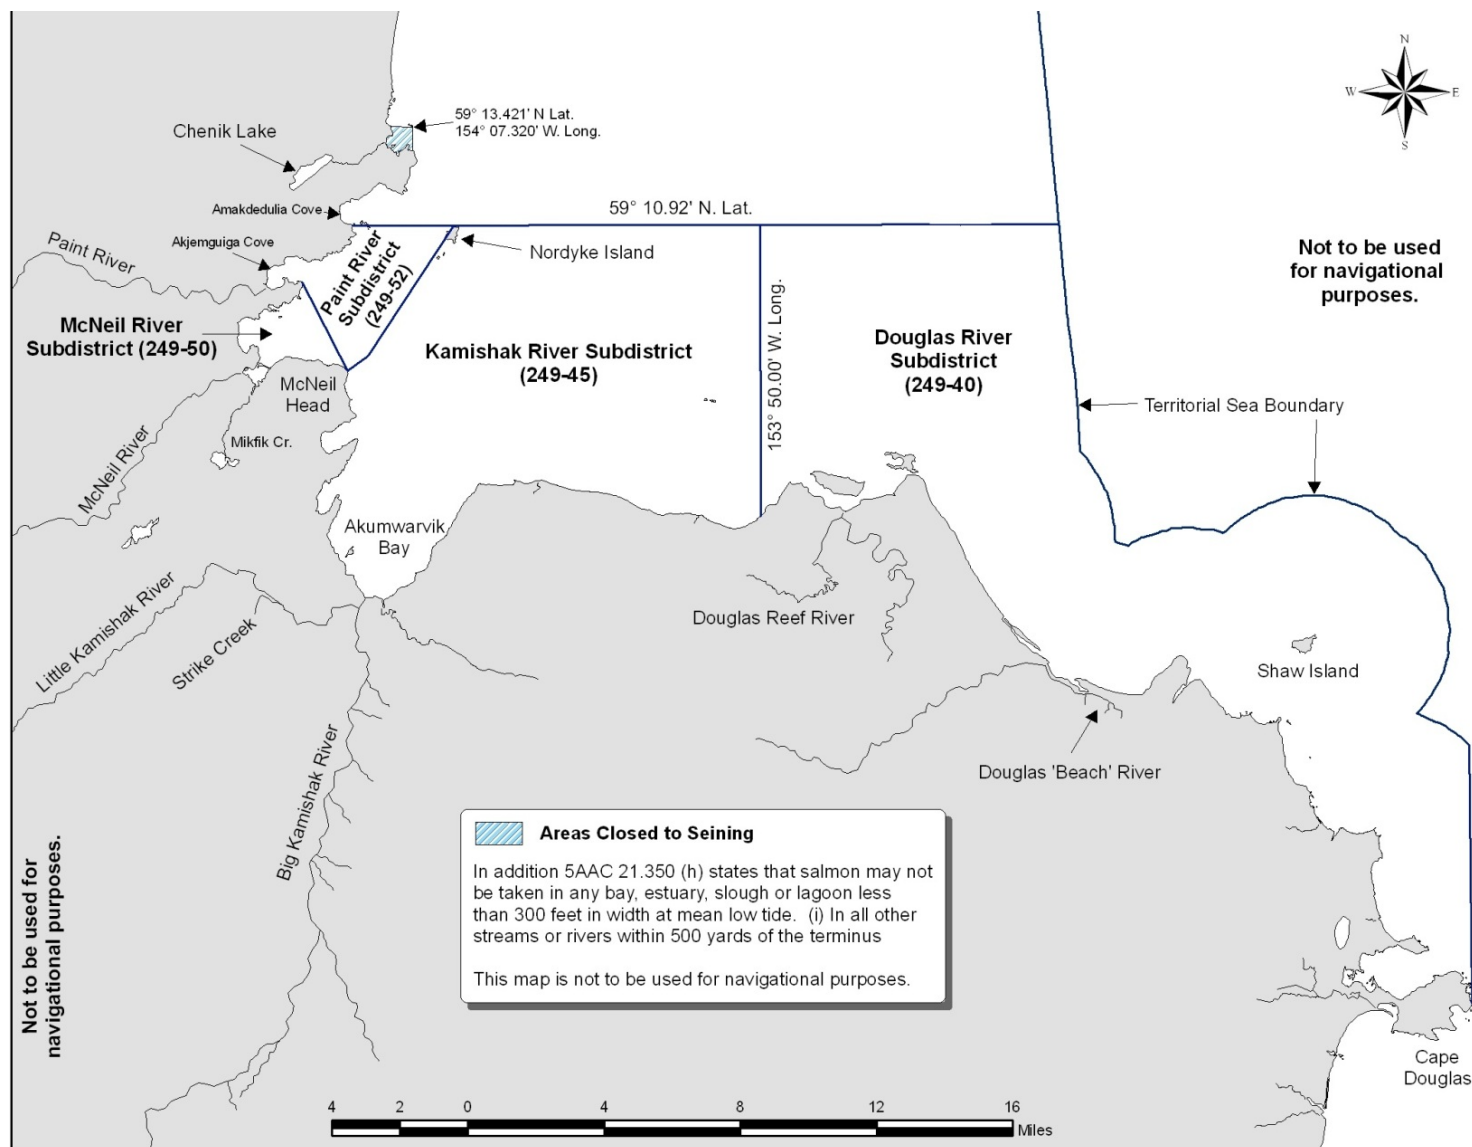 N
W
E
S
59° 13.421' N Lat.
154° 07.320' W. Long.
Chenik Lake
Amakdedulia Cove
59° 10.92' N. Lat.
Akjemguiga Cove
Paint River
Nordyke Island
Paint River
Subdistrict
(249-52)
Not to be used
for navigational
purposes.
McNeil River
Subdistrict (249-50)
Kamishak River Subdistrict
(249-45)
153° 50.00' W. Long.
Douglas River
Subdistrict
(249-40)
McNeil
Head
Territorial Sea Boundary
Mikfik Cr.
McNeil River
Akumwarvik
Bay
Little Kamishak River
Strike Creek
Douglas Reef River
Shaw Island
Big Kamishak River
Douglas 'Beach' River
Areas Closed to Seining
In addition 5AAC 21.350 (h) states that salmon may not
be taken in any bay, estuary, slough or lagoon less
than 300 feet in width at mean low tide. (i) In all other
streams or rivers within 500 yards of the terminus
This map is not to be used for navigational purposes.
Not to be used for
navigational purposes.
Cape
Douglas
4 2 0 4 8 12 16
Miles